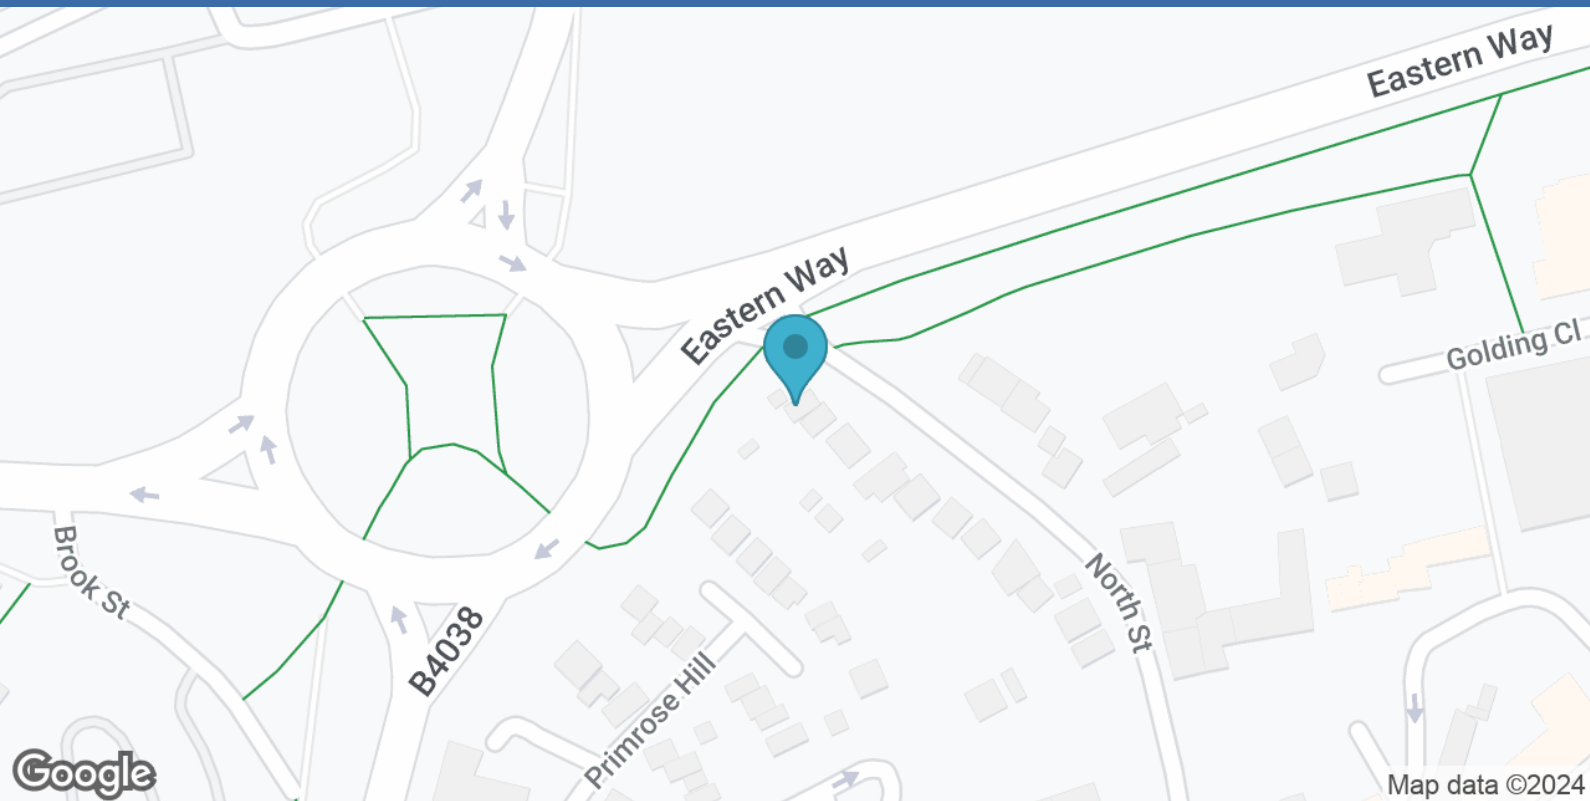 Eastern Way
Eastern Way
Golding Cl
Brook St
North St
B4038
Primrose Hill
Google
Map data ©2024